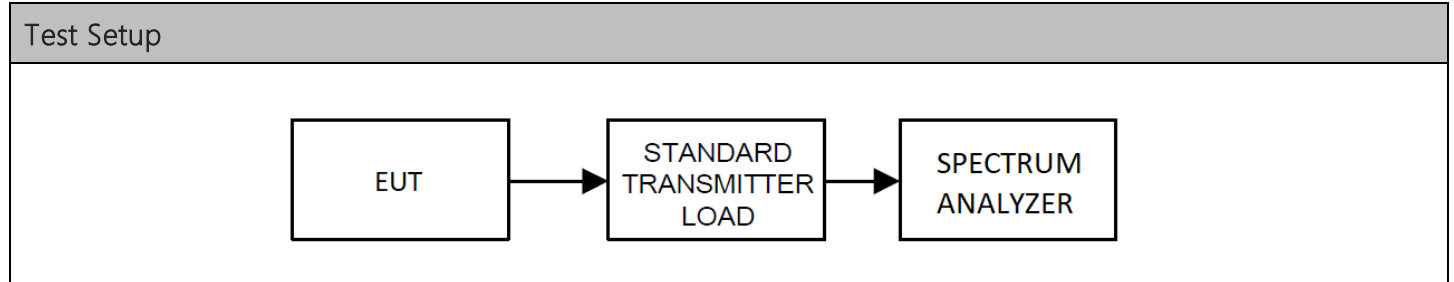 Test Setup
EUT
STANDARD
TRANSMITTER
LOAD
SPECTRUM
ANALYZER